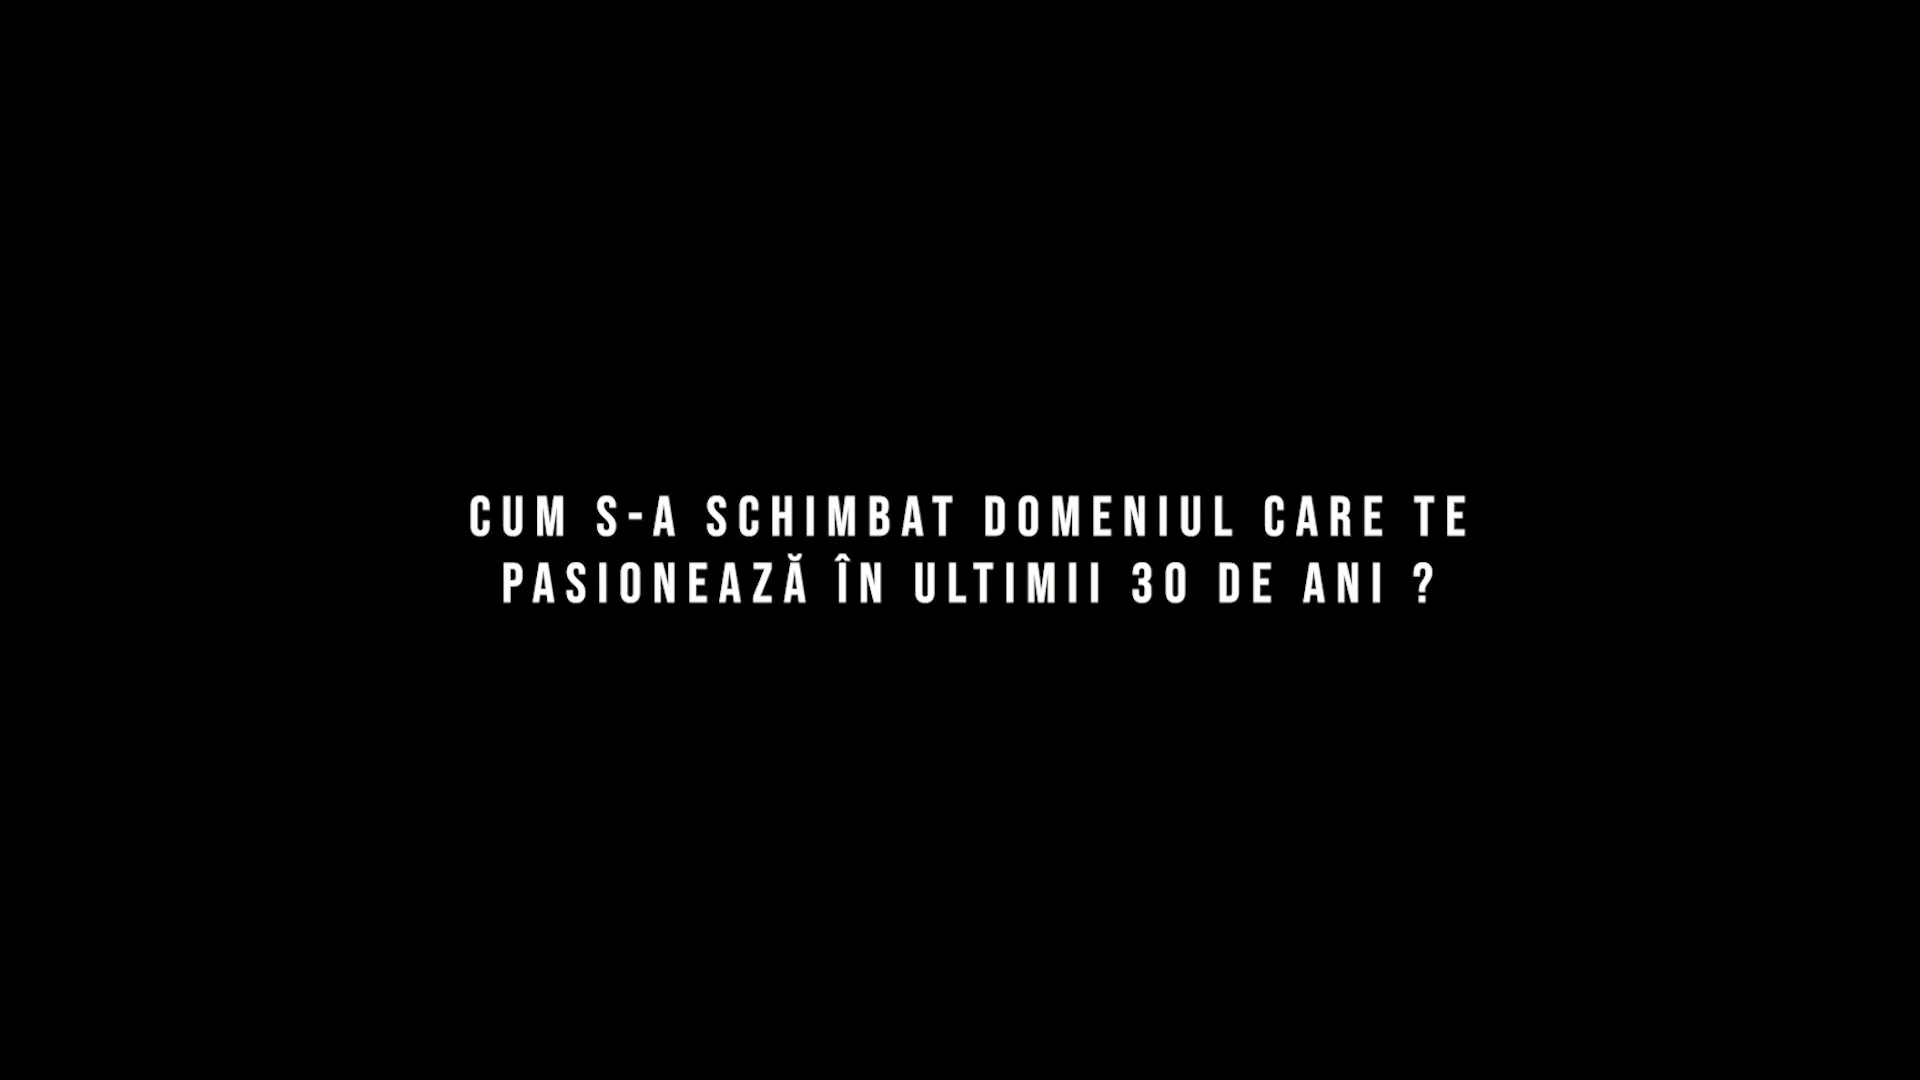 CUM S-A SCHIMBAT DOMENIUL CARE TE
PASIONEAZĂ ÎN ULTIMII 30 DE ANI ?